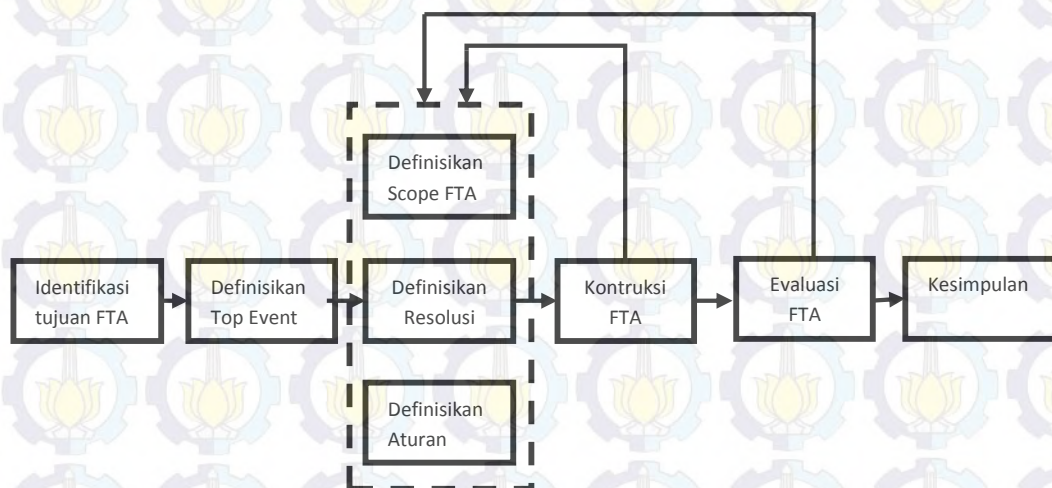 Definisikan
Scope FTA
Identifikasi
tujuan FTA
Definisikan
Top Event
Definisikan
Resolusi
Kontruksi
FTA
Evaluasi
FTA
Kesimpulan
Definisikan
Aturan